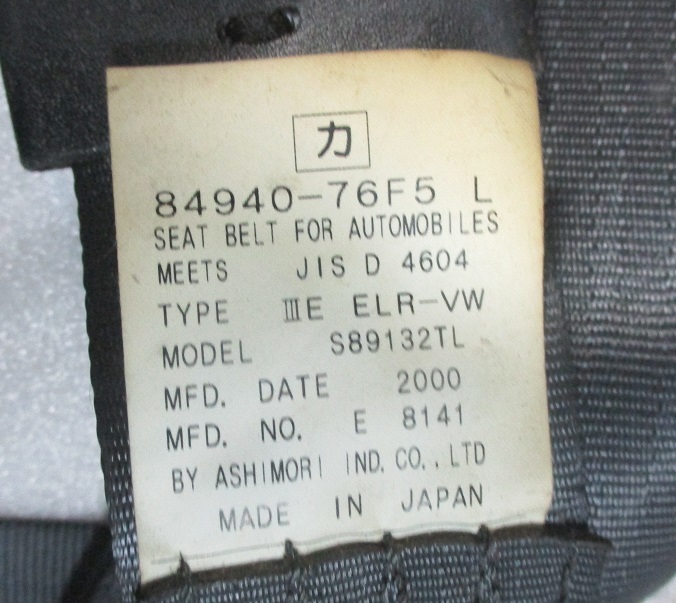 力
84940-76F5 L
SEAT BELT FOR AUTOMOBILES
MEETS JIS D 4604
TYPE ⅢE ELR-VW
MODEL S89132TL
MFD. DATE 2000
MFD. NO. E 8141
BY ASHIMORI IND. CO., LTD
MADE IN JAPAN